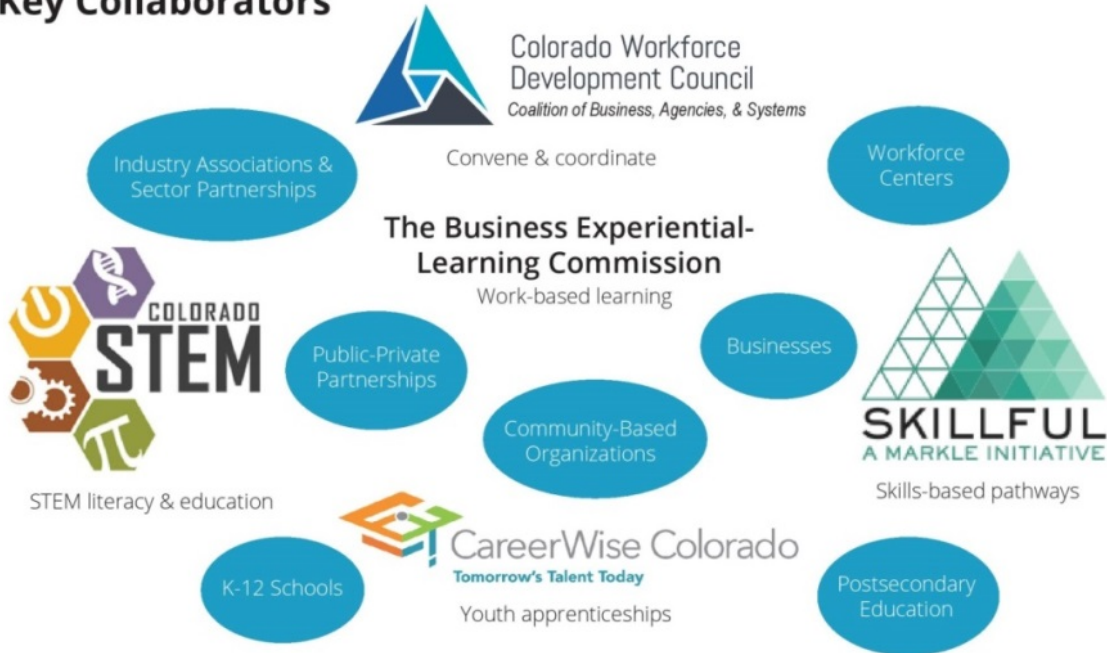 Key Collaborators
Colorado Workforce
Development Council
Coalition of Business, Agencies, & Systems
Convene & coordinate
Industry Associations &
Sector Partnerships
Workforce
Centers
The Business Experiential-
Learning Commission
Work-based learning
COLORADO
STEM
π
STEM literacy & education
Public-Private
Partnerships
Businesses
Community-Based
Organizations
SKILLFUL
A MARKLE INITIATIVE
Skills-based pathways
CareerWise Colorado
Tomorrow's Talent Today
Youth apprenticeships
K-12 Schools
Postsecondary
Education